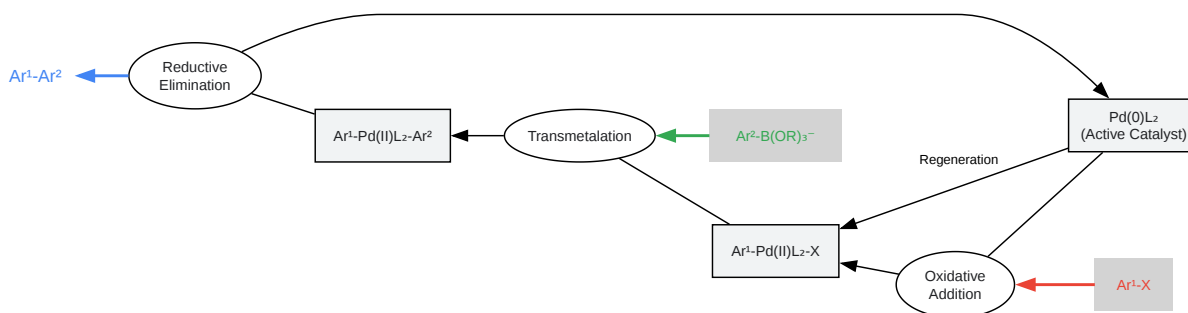 Ar¹-Ar²
Reductive
Elimination
Ar¹-Pd(II)L₂-Ar²
Transmetalation
Ar²-B(OR)₃⁻
Pd(0)L₂
(Active Catalyst)
Regeneration
Ar¹-Pd(II)L₂-X
Oxidative
Addition
Ar¹-X